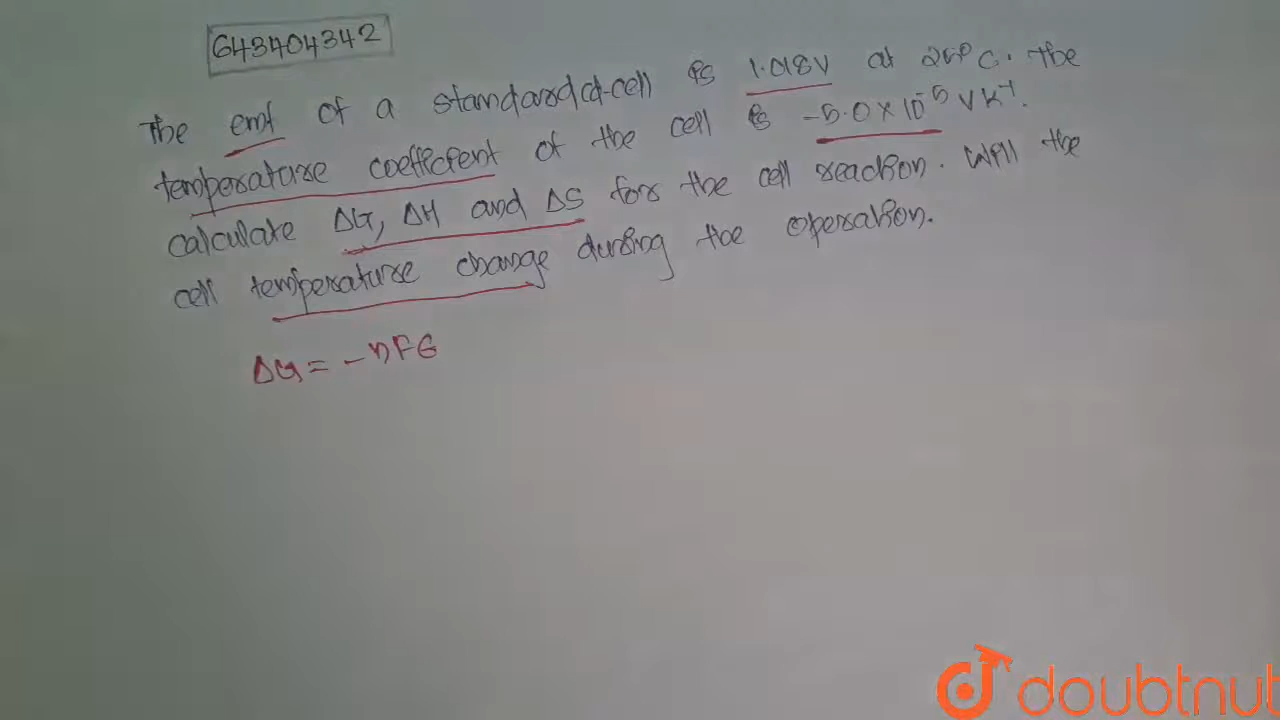 643404342
The emf of a standard cd-cell is 1.018V at 25°C. The
temperature coefficient of the cell is -5.0×10⁻⁵ VK⁻¹.
calculate ΔG, ΔH and ΔS for the cell reaction. Will the
cell temperature change during the operation.
ΔG = -nFE
doubtnut